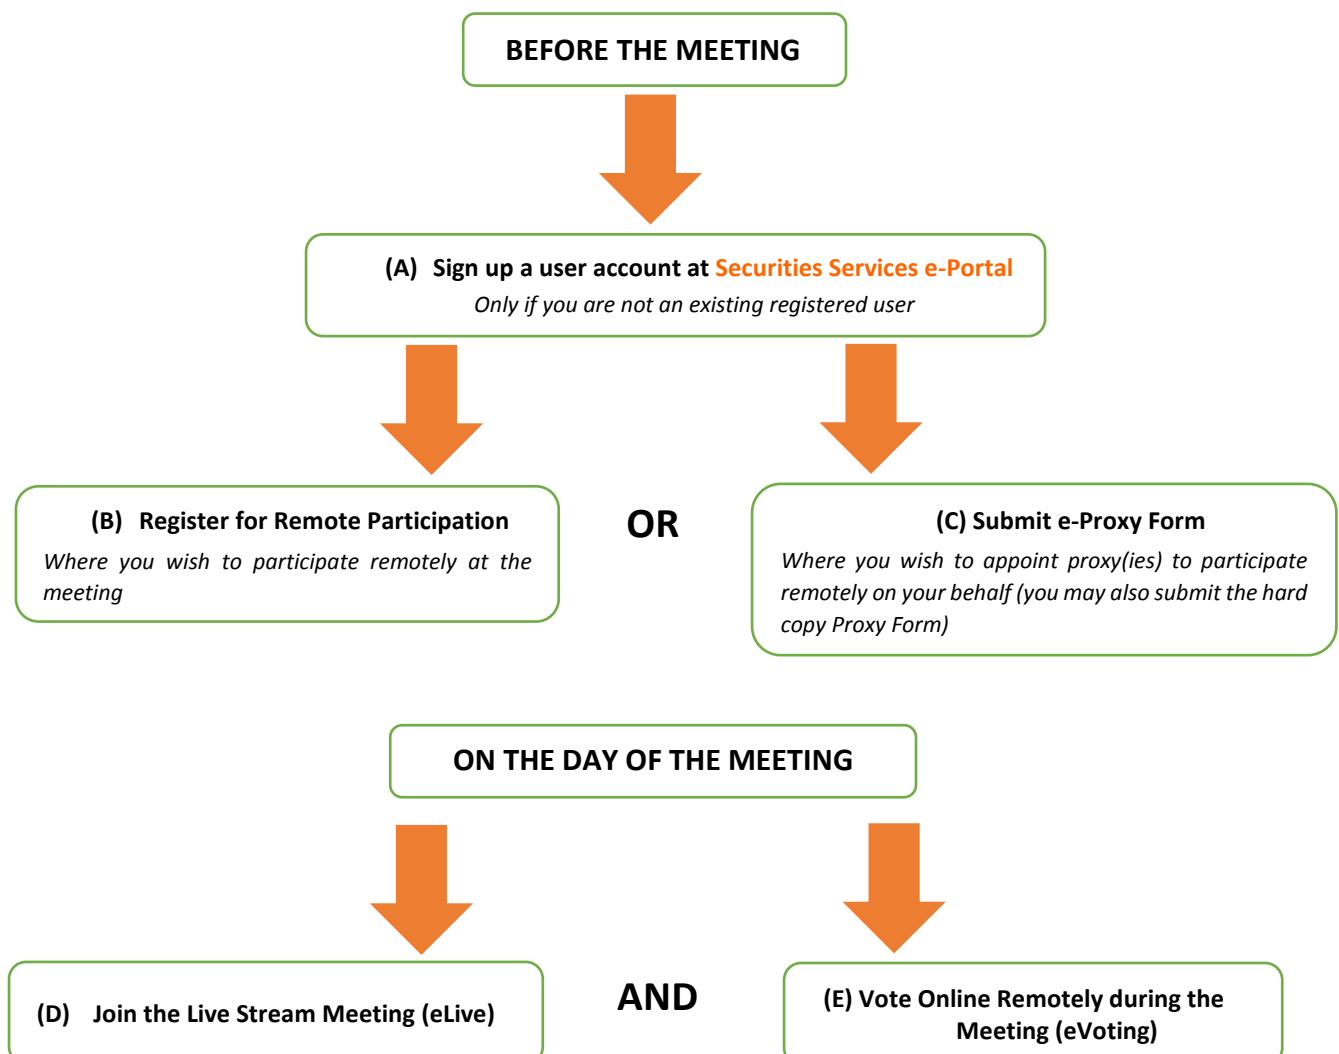 BEFORE THE MEETING
(A) Sign up a user account at Securities Services e-Portal
Only if you are not an existing registered user
(B) Register for Remote Participation
Where you wish to participate remotely at the
meeting
OR
(C) Submit e-Proxy Form
Where you wish to appoint proxy(ies) to participate
remotely on your behalf (you may also submit the hard
copy Proxy Form)
ON THE DAY OF THE MEETING
(D) Join the Live Stream Meeting (eLive)
AND
(E) Vote Online Remotely during the
Meeting (eVoting)